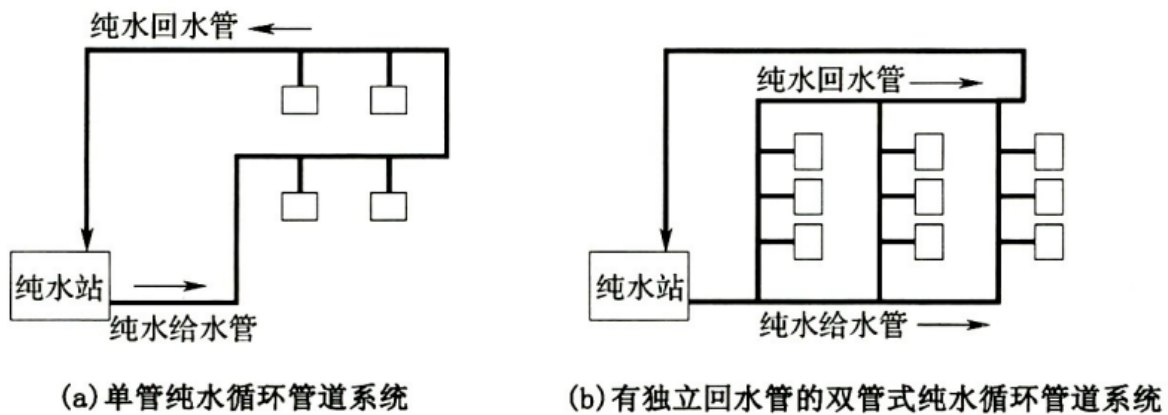 纯水回水管
纯水站
纯水给水管
(a)单管纯水循环管道系统
纯水回水管
纯水站
纯水给水管
(b)有独立回水管的双管式纯水循环管道系统